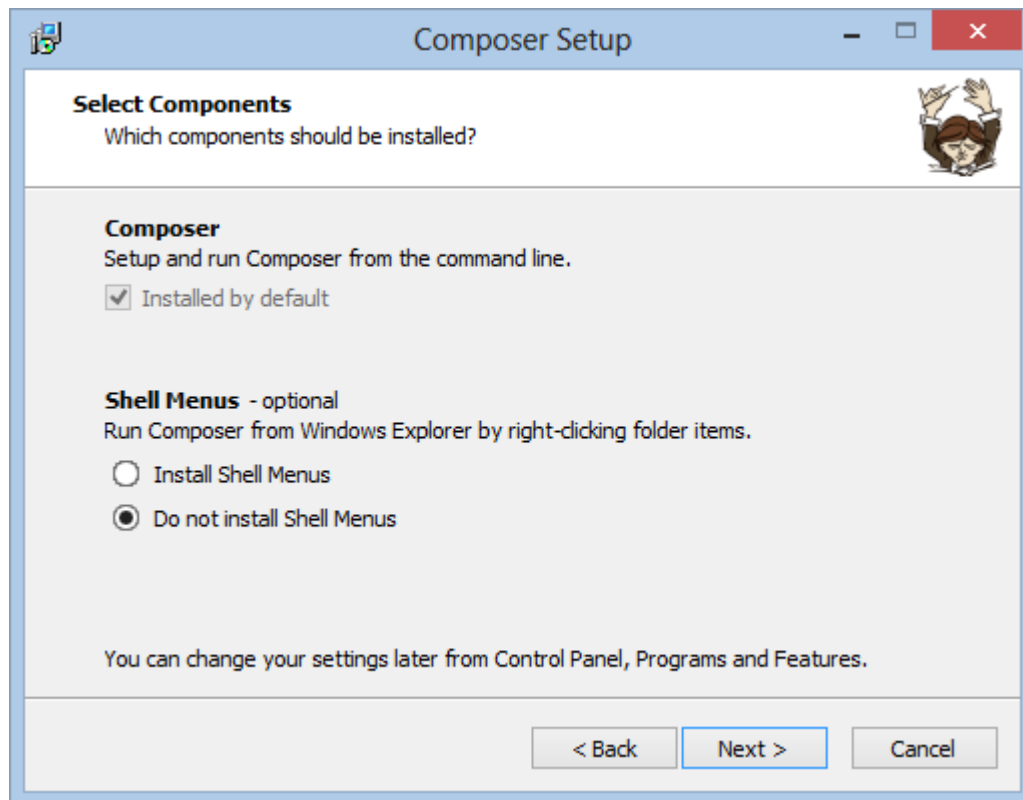 Composer Setup
Select Components
Which components should be installed?
Composer
Setup and run Composer from the command line.
Installed by default
Shell Menus - optional
Run Composer from Windows Explorer by right-clicking folder items.
Install Shell Menus
Do not install Shell Menus
You can change your settings later from Control Panel, Programs and Features.
< Back Next > Cancel